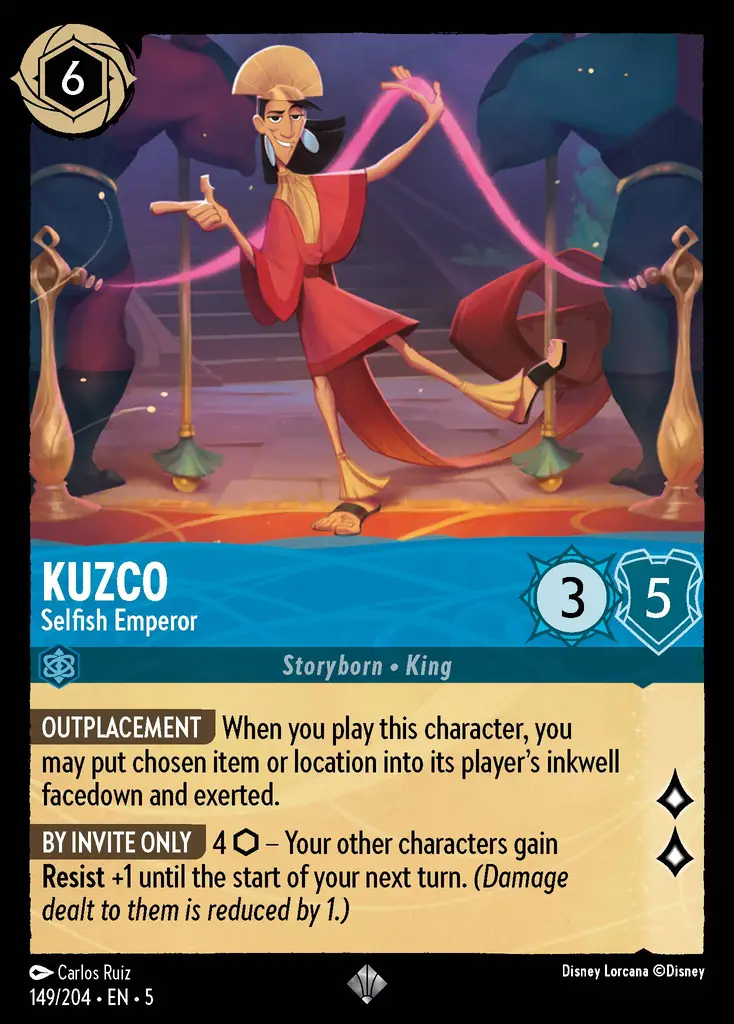 6
KUZCO
Selfish Emperor
3
5
Storyborn • King
OUTPLACEMENT When you play this character, you
may put chosen item or location into its player's inkwell
facedown and exerted.
BY INVITE ONLY 4 ⬡ – Your other characters gain
Resist +1 until the start of your next turn. (Damage
dealt to them is reduced by 1.)
Carlos Ruiz
Disney Lorcana ©Disney
149/204 • EN • 5